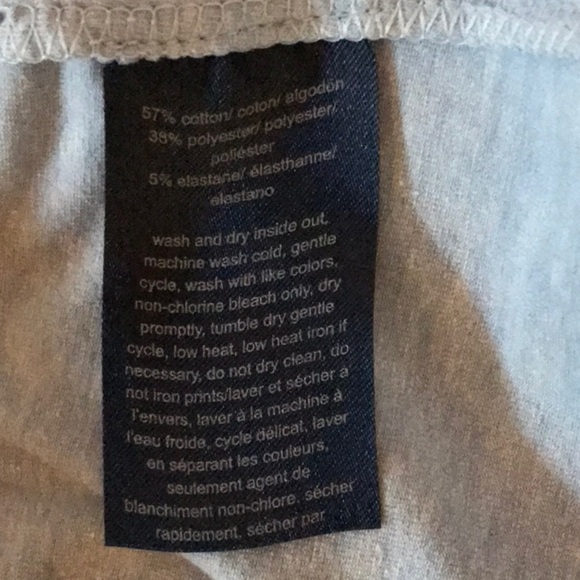 57% cotton/ coton/ algodón
38% polyester/ polyester/
poliéster
5% elastane/ élasthanne/
elastano
wash and dry inside out,
machine wash cold, gentle
cycle, wash with like colors,
non-chlorine bleach only, dry
promptly, tumble dry gentle
cycle, low heat, low heat iron if
necessary, do not dry clean, do
not iron prints/laver et sécher à
l'envers, laver à la machine à
l'eau froide, cycle délicat, laver
en séparant les couleurs,
seulement agent de
blanchiment non-chlore, sécher
rapidement, sécher par